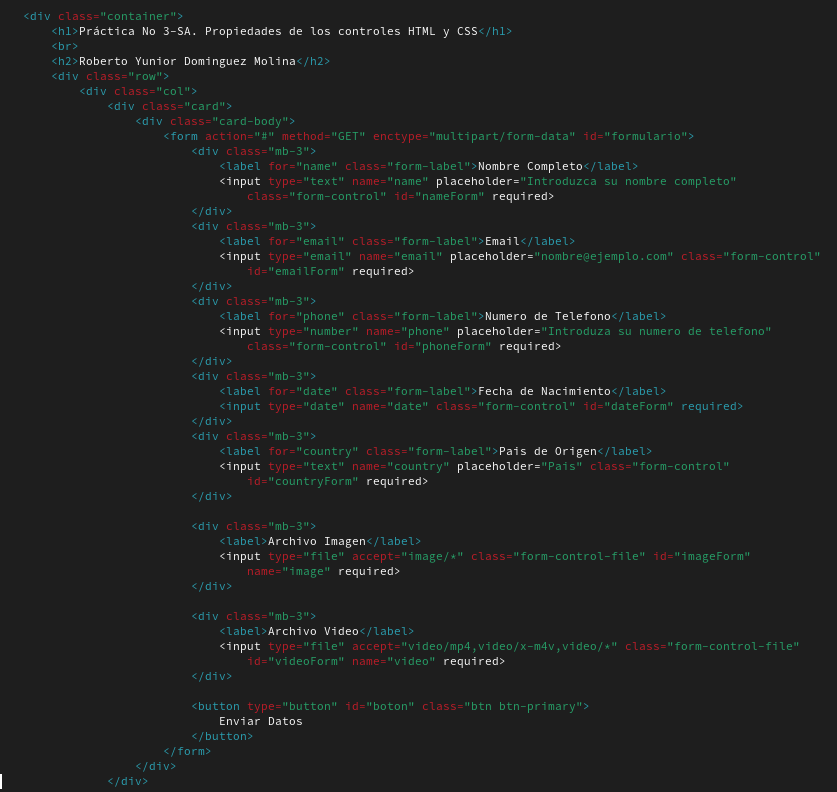 <div class="container">
<h1>Práctica No 3-SA. Propiedades de los controles HTML y CSS</h1>
<br>
<h2>Roberto Yunior Dominguez Molina</h2>
<div class="row">
<div class="col">
<div class="card">
<div class="card-body">
<form action="#" method="GET" enctype="multipart/form-data" id="formulario">
<div class="mb-3">
<label for="name" class="form-label">Nombre Completo</label>
<input type="text" name="name" placeholder="Introduzca su nombre completo"
class="form-control" id="nameForm" required>
</div>
<div class="mb-3">
<label for="email" class="form-label">Email</label>
<input type="email" name="email" placeholder="nombre@ejemplo.com" class="form-control"
id="emailForm" required>
</div>
<div class="mb-3">
<label for="phone" class="form-label">Numero de Telefono</label>
<input type="number" name="phone" placeholder="Introduza su numero de telefono"
class="form-control" id="phoneForm" required>
</div>
<div class="mb-3">
<label for="date" class="form-label">Fecha de Nacimiento</label>
<input type="date" name="date" class="form-control" id="dateForm" required>
</div>
<div class="mb-3">
<label for="country" class="form-label">Pais de Origen</label>
<input type="text" name="country" placeholder="Pais" class="form-control"
id="countryForm" required>
</div>
<div class="mb-3">
<label>Archivo Imagen</label>
<input type="file" accept="image/*" class="form-control-file" id="imageForm"
name="image" required>
</div>
<div class="mb-3">
<label>Archivo Video</label>
<input type="file" accept="video/mp4,video/x-m4v,video/*" class="form-control-file"
id="videoForm" name="video" required>
</div>
<button type="button" id="boton" class="btn btn-primary">
Enviar Datos
</button>
</form>
</div>
</div>